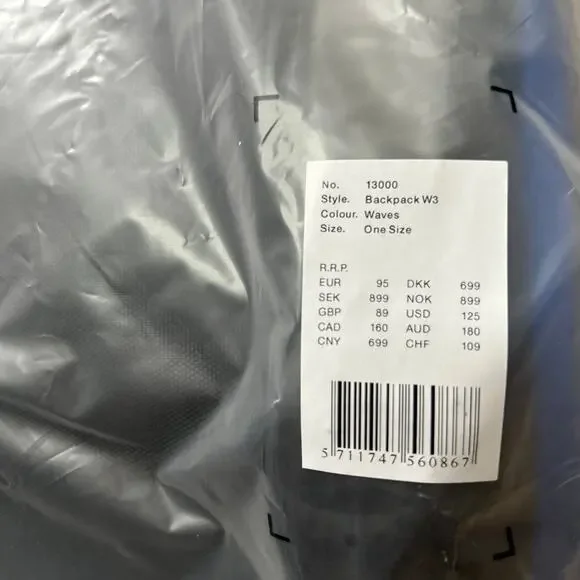 No. 13000
Style. Backpack W3
Colour. Waves
Size. One Size
R.R.P.
EUR 95 DKK 699
SEK 899 NOK 899
GBP 89 USD 125
CAD 160 AUD 180
CNY 699 CHF 109
5 711747 560867